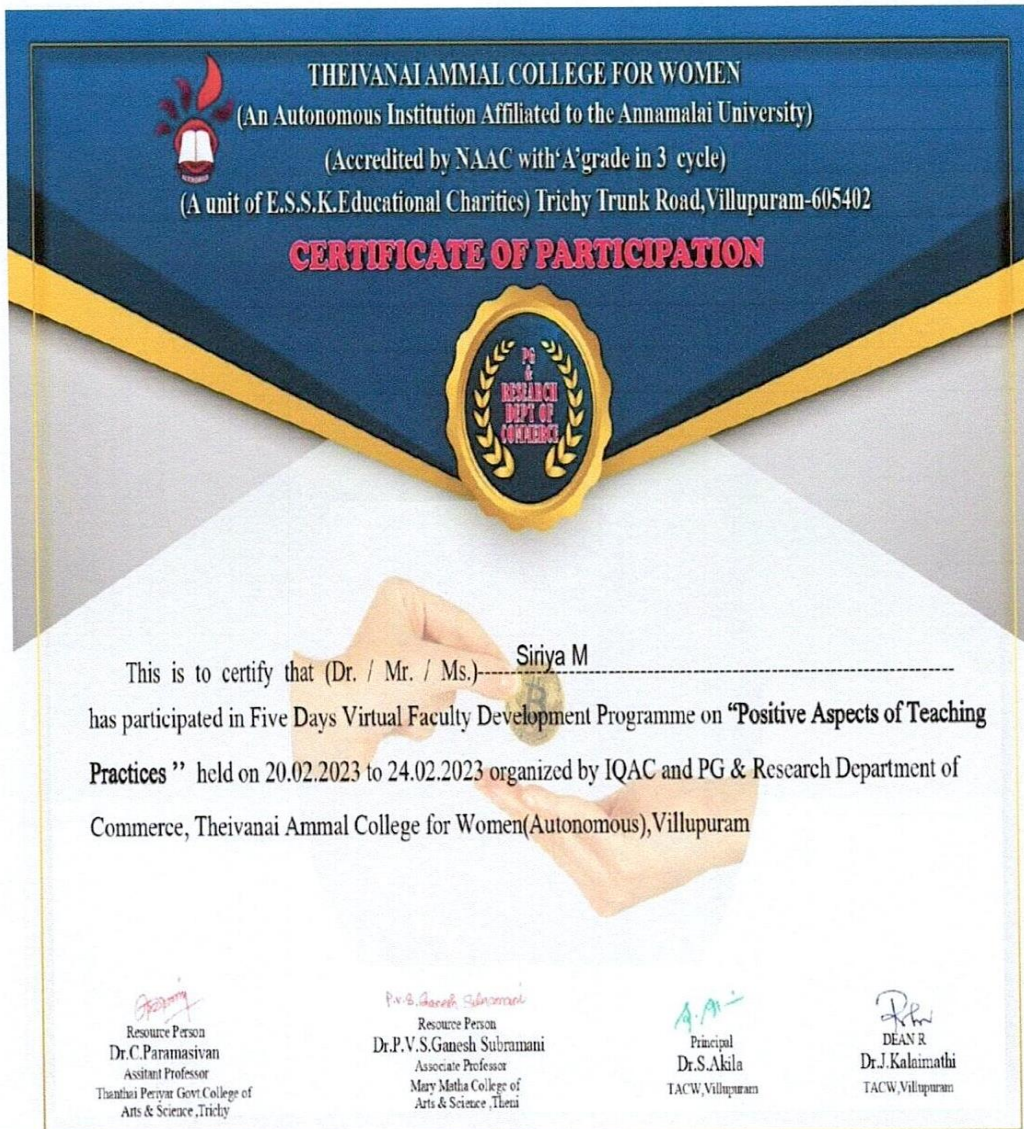 THEIVANAI AMMAL COLLEGE FOR WOMEN
(An Autonomous Institution Affiliated to the Annamalai University)
(Accredited by NAAC with‘A’grade in 3 cycle)
(A unit of E.S.S.K.Educational Charities) Trichy Trunk Road,Villupuram-605402
CERTIFICATE OF PARTICIPATION
PG
&
RESEARCH
DEPT OF
COMMERCE
This is to certify that (Dr. / Mr. / Ms.) Siriya M
has participated in Five Days Virtual Faculty Development Programme on “Positive Aspects of Teaching
Practices ” held on 20.02.2023 to 24.02.2023 organized by IQAC and PG & Research Department of
Commerce, Theivanai Ammal College for Women(Autonomous),Villupuram
P.V.S.Ganesh Subramani
Resource Person
Dr.C.Paramasivan
Assitant Professor
Thanthai Periyar Govt.College of
Arts & Science ,Trichy
Resource Person
Dr.P.V.S.Ganesh Subramani
Associate Professor
Mary Matha College of
Arts & Science ,Theni
Principal
Dr.S.Akila
TACW,Villupuram
DEAN R
Dr.J.Kalaimathi
TACW,Villupuram